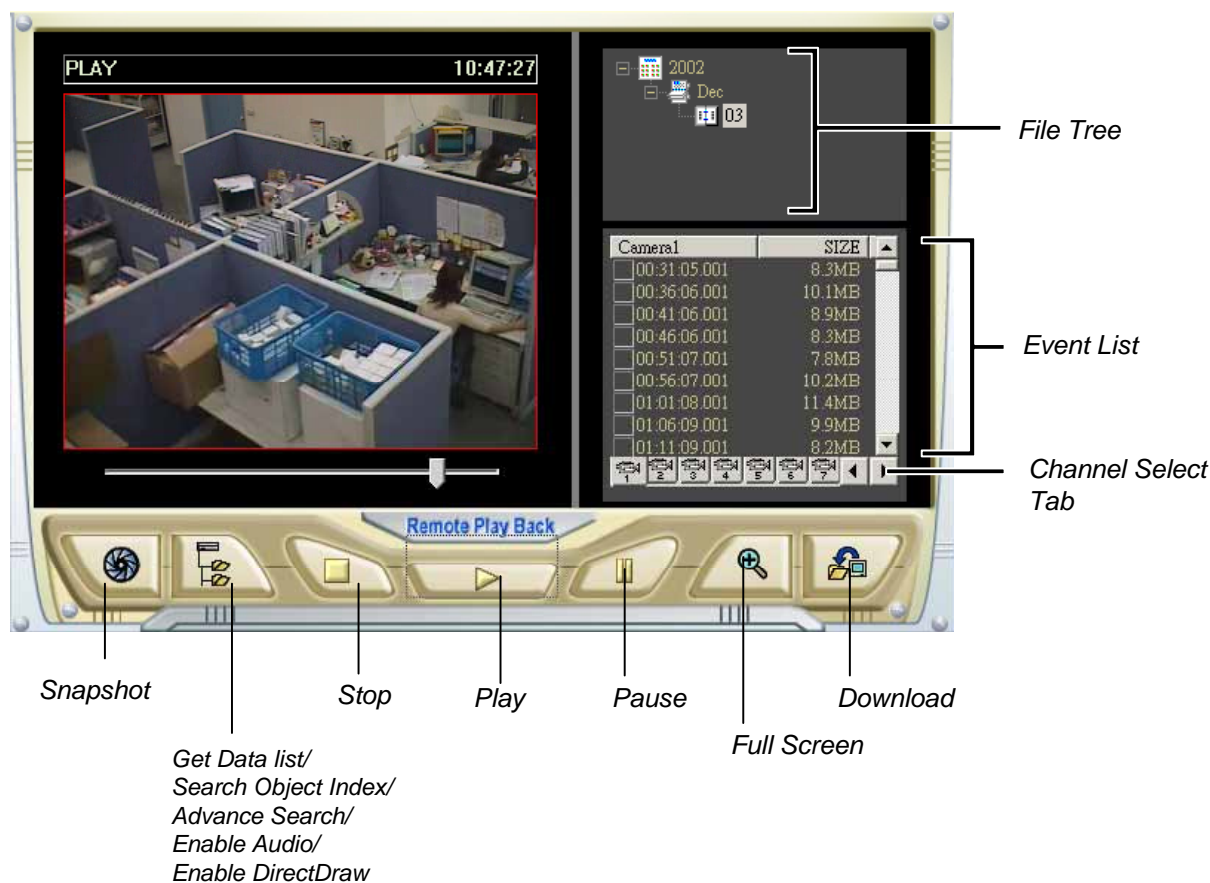 PLAY 10:47:27
2002
Dec
03
File Tree
Camera1 SIZE
00:31:05.001 8.3MB
00:36:06.001 10.1MB
00:41:06.001 8.9MB
00:46:06.001 8.3MB
00:51:07.001 7.8MB
00:56:07.001 10.2MB
01:01:08.001 11.4MB
01:06:09.001 9.9MB
01:11:09.001 8.2MB
Event List
1 2 3 4 5 6 7
Channel Select
Tab
Remote Play Back
Snapshot
Stop
Play
Pause
Download
Full Screen
Get Data list/
Search Object Index/
Advance Search/
Enable Audio/
Enable DirectDraw